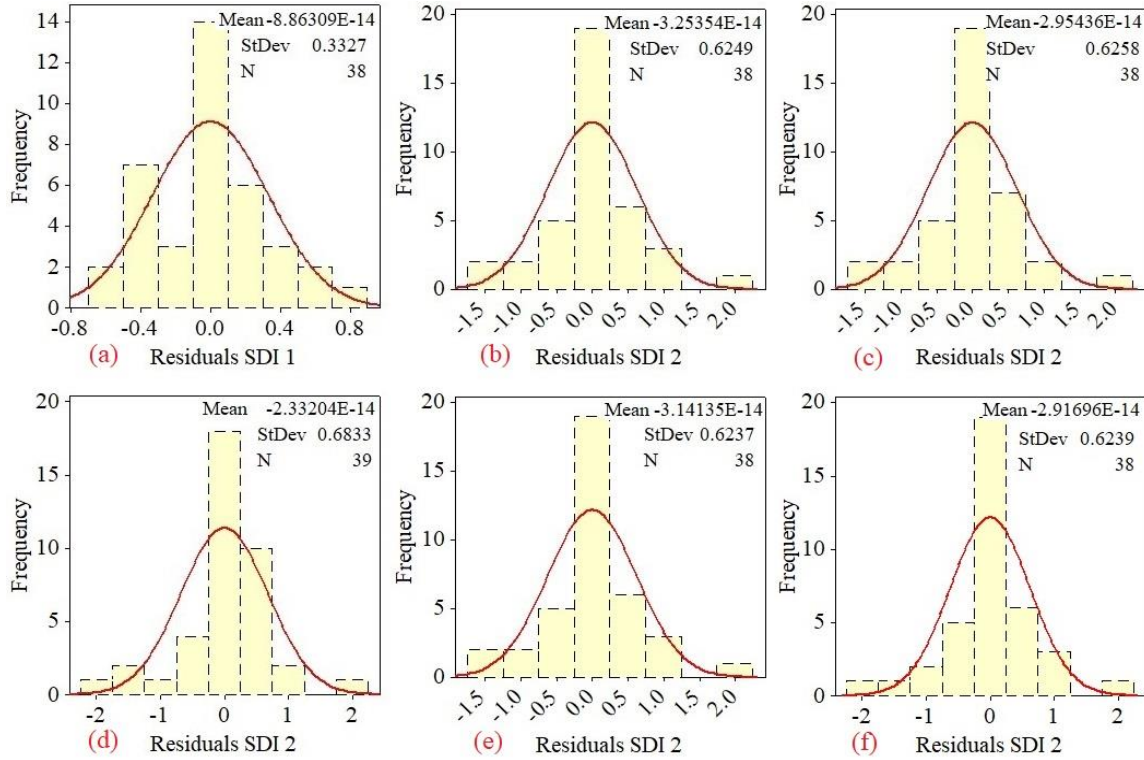 14
12
10
8
6
4
2
0
Frequency
Mean -8.86309E-14
StDev 0.3327
N 38
-0.8 -0.4 0.0 0.4 0.8
(a) Residuals SDI 1
20
15
10
5
0
Frequency
Mean -3.25354E-14
StDev 0.6249
N 38
-1.5 -1.0 -0.5 0.0 0.5 1.0 1.5 2.0
(b) Residuals SDI 2
20
15
10
5
0
Frequency
Mean -2.95436E-14
StDev 0.6258
N 38
-1.5 -1.0 -0.5 0.0 0.5 1.0 1.5 2.0
(c) Residuals SDI 2
20
15
10
5
0
Frequency
Mean -2.33204E-14
StDev 0.6833
N 39
-2 -1 0 1 2
(d) Residuals SDI 2
20
15
10
5
0
Frequency
Mean -3.14135E-14
StDev 0.6237
N 38
-1.5 -1.0 -0.5 0.0 0.5 1.0 1.5 2.0
(e) Residuals SDI 2
20
15
10
5
0
Frequency
Mean -2.91696E-14
StDev 0.6239
N 38
-2 -1 0 1 2
(f) Residuals SDI 2